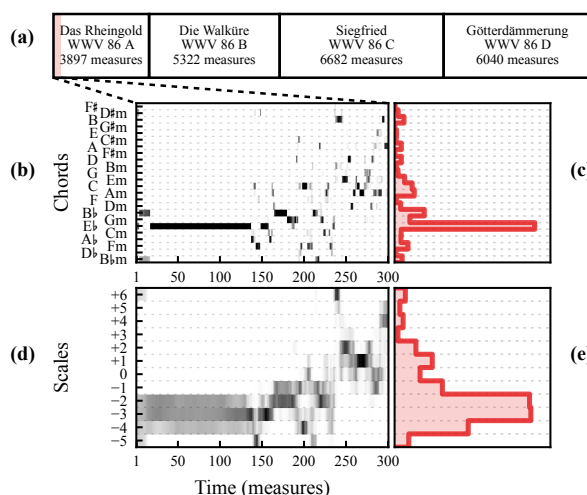 (a)
Das Rheingold
WWV 86 A
3897 measures
Die Walküre
WWV 86 B
5322 measures
Siegfried
WWV 86 C
6682 measures
Götterdämmerung
WWV 86 D
6040 measures
(b)
Chords
F♯
D♯m
B
G♯m
E
C♯m
A
F♯m
D
Bm
G
Em
C
Am
F
Dm
B♭
Gm
E♭
Cm
A♭
Fm
D♭
B♭m
1 50 100 150 200 250 300
(c)
(d)
Scales
+6
+5
+4
+3
+2
+1
0
−1
−2
−3
−4
−5
1 50 100 150 200 250 300
Time (measures)
(e)